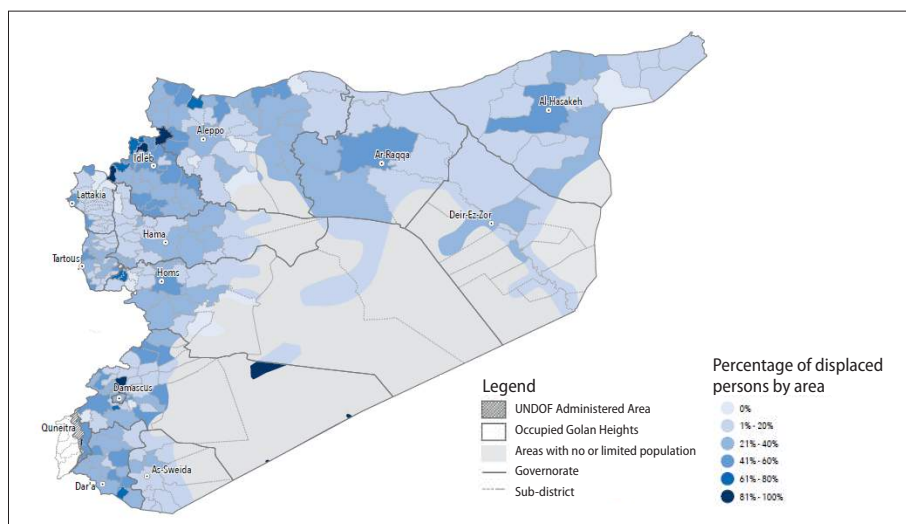 Al-Hasakeh
Aleppo
Idleb
Ar-Raqqa
Lattakia
Deir-Ez-Zor
Hama
Tartous
Homs
Damascus
Quneitra
As-Sweida
Dar'a
Legend
UNDOF Administered Area
Occupied Golan Heights
Areas with no or limited population
Governorate
Sub-district
Percentage of displaced
persons by area
0%
1% - 20%
21% - 40%
41% - 60%
61% - 80%
81% - 100%